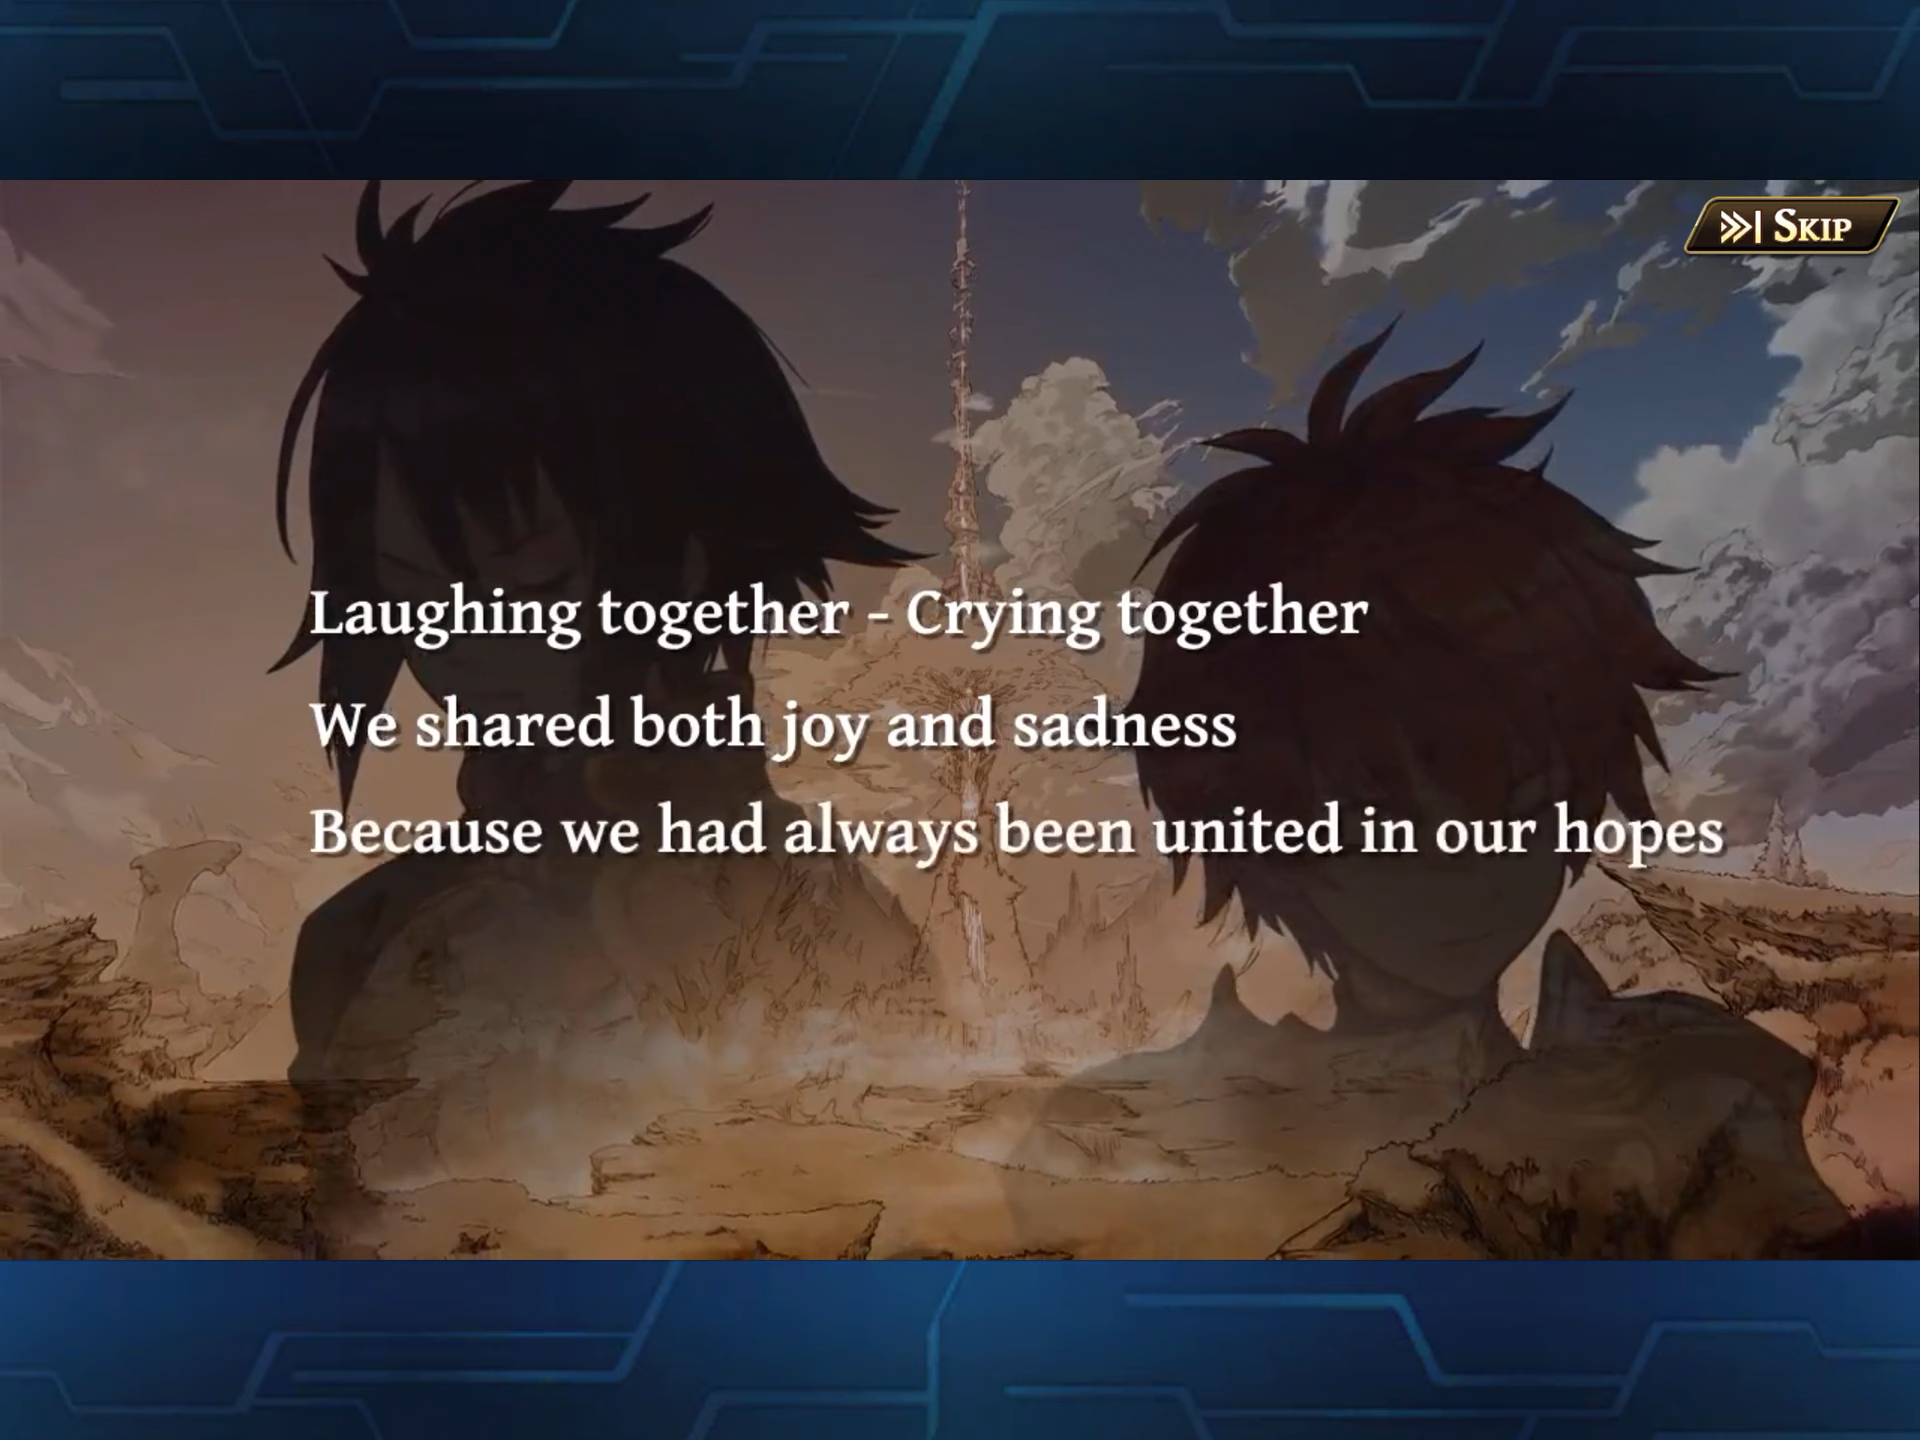 SKIP
Laughing together - Crying together
We shared both joy and sadness
Because we had always been united in our hopes